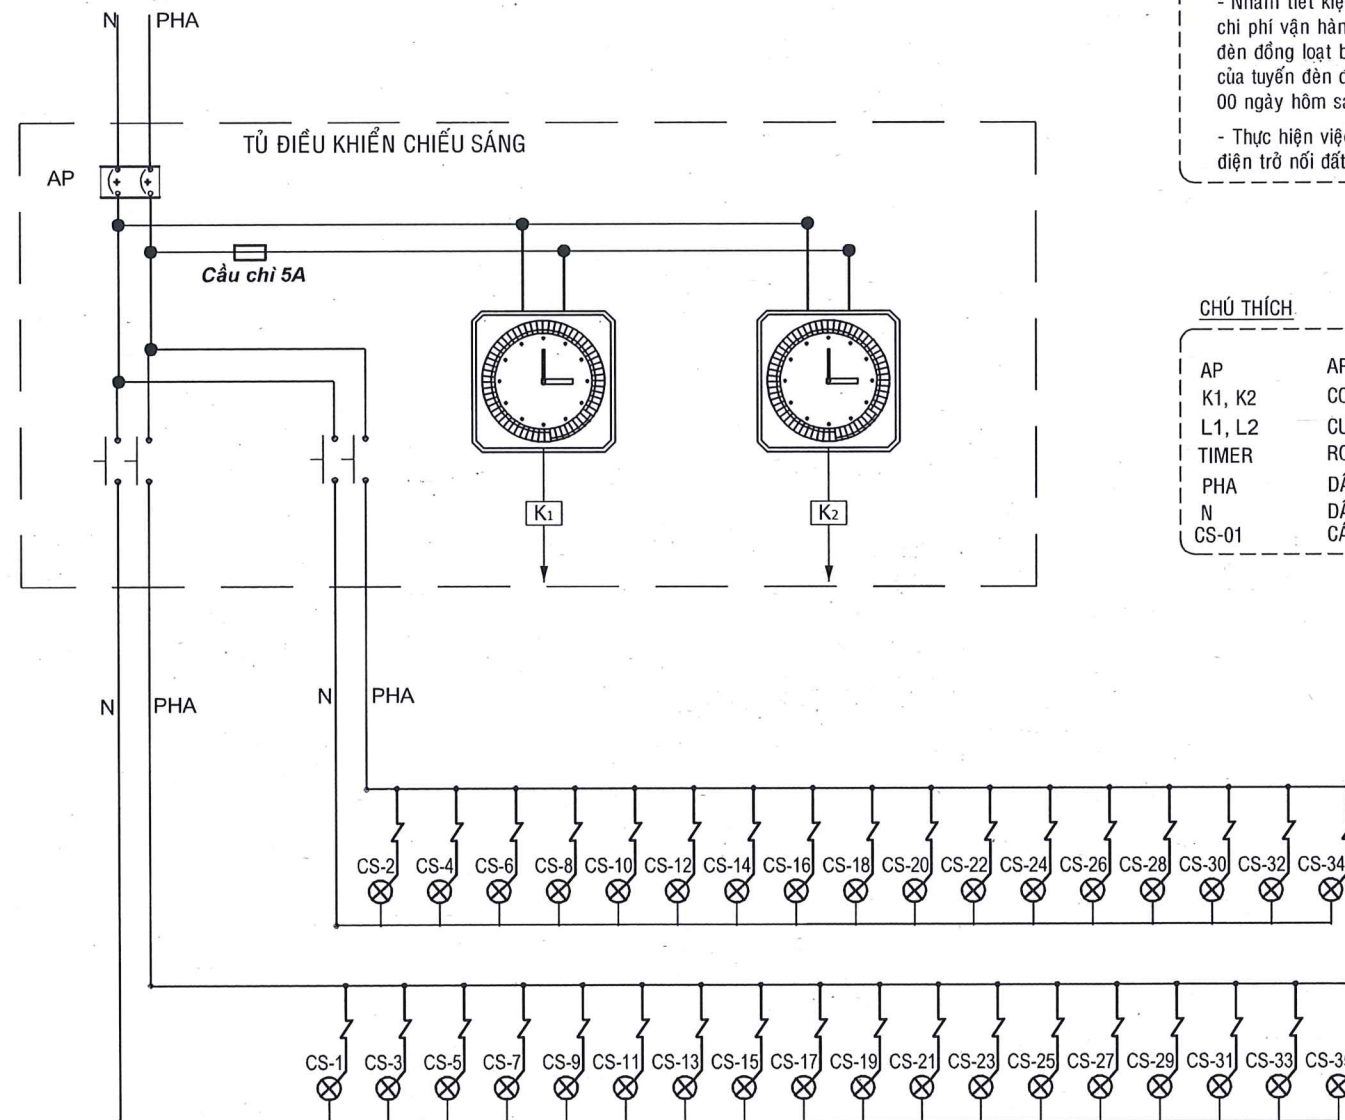 N PHA
- Nhằm tiết
chi phí vận
đèn đồng loạt
của tuyến đèn
00 ngày hôm
- Thực hiện
điện trở nối đất
TỦ ĐIỀU KHIỂN CHIẾU SÁNG
AP
Cầu chì 5A
K1
K2
CHÚ THÍCH
AP
K1, K2
L1, L2
TIMER
PHA
N
CS-01
N PHA
N PHA
CS-2 CS-4 CS-6 CS-8 CS-10 CS-12 CS-14 CS-16 CS-18 CS-20 CS-22 CS-24 CS-26 CS-28 CS-30 CS-32 CS-34
CS-1 CS-3 CS-5 CS-7 CS-9 CS-11 CS-13 CS-15 CS-17 CS-19 CS-21 CS-23 CS-25 CS-27 CS-29 CS-31 CS-33